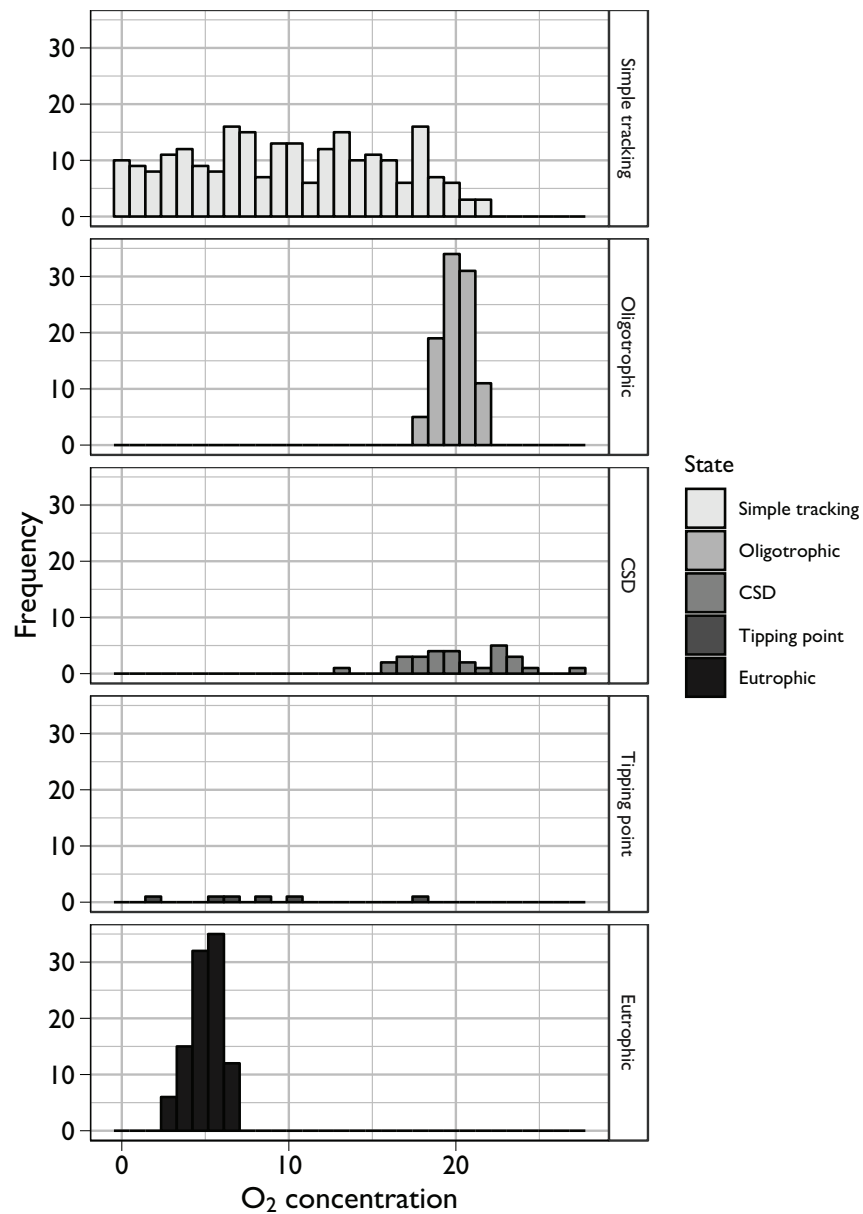 30
20
10
0
Simple tracking
30
20
10
0
Oligotrophic
30
20
10
0
CSD
30
20
10
0
Tipping point
30
20
10
0
Eutrophic
0 10 20
O₂ concentration
Frequency
State
Simple tracking
Oligotrophic
CSD
Tipping point
Eutrophic